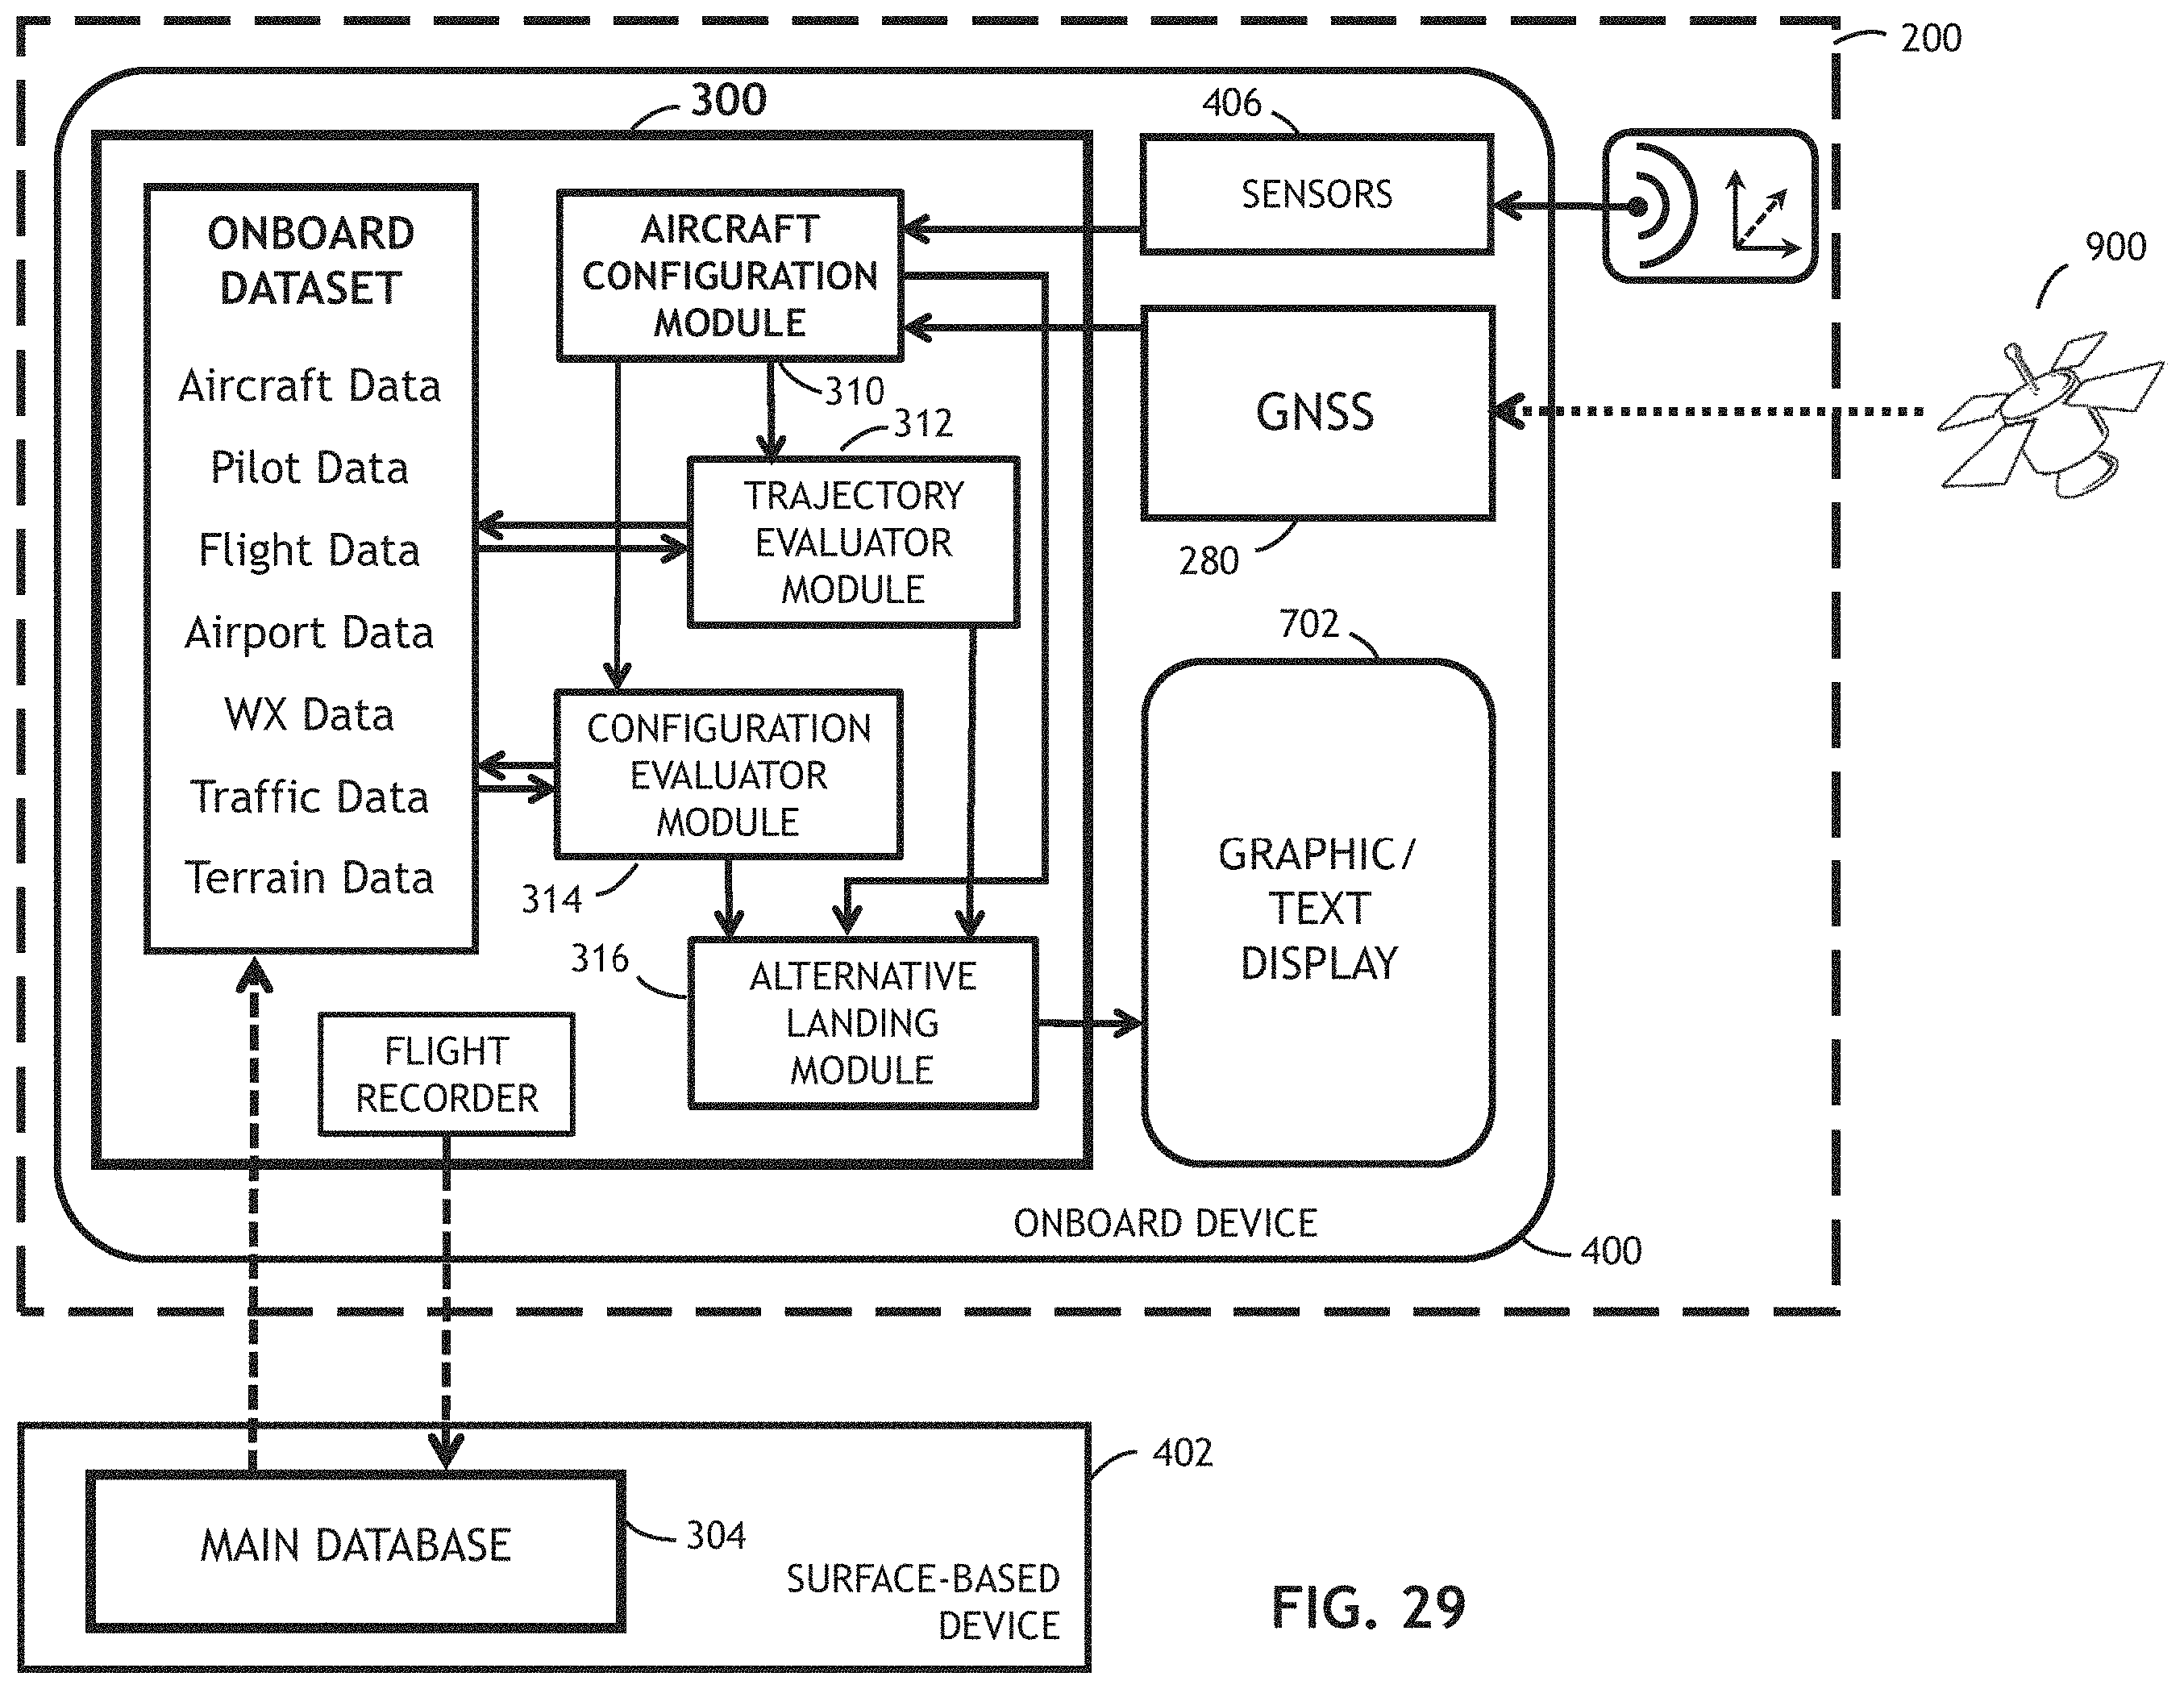 200
300
406
ONBOARD
DATASET
Aircraft Data
Pilot Data
Flight Data
Airport Data
WX Data
Traffic Data
Terrain Data
AIRCRAFT
CONFIGURATION
MODULE
310
SENSORS
900
GNSS
280
312
TRAJECTORY
EVALUATOR
MODULE
702
CONFIGURATION
EVALUATOR
MODULE
314
316
ALTERNATIVE
LANDING
MODULE
GRAPHIC/
TEXT
DISPLAY
FLIGHT
RECORDER
ONBOARD DEVICE
400
402
MAIN DATABASE
304
SURFACE-BASED
DEVICE
FIG. 29